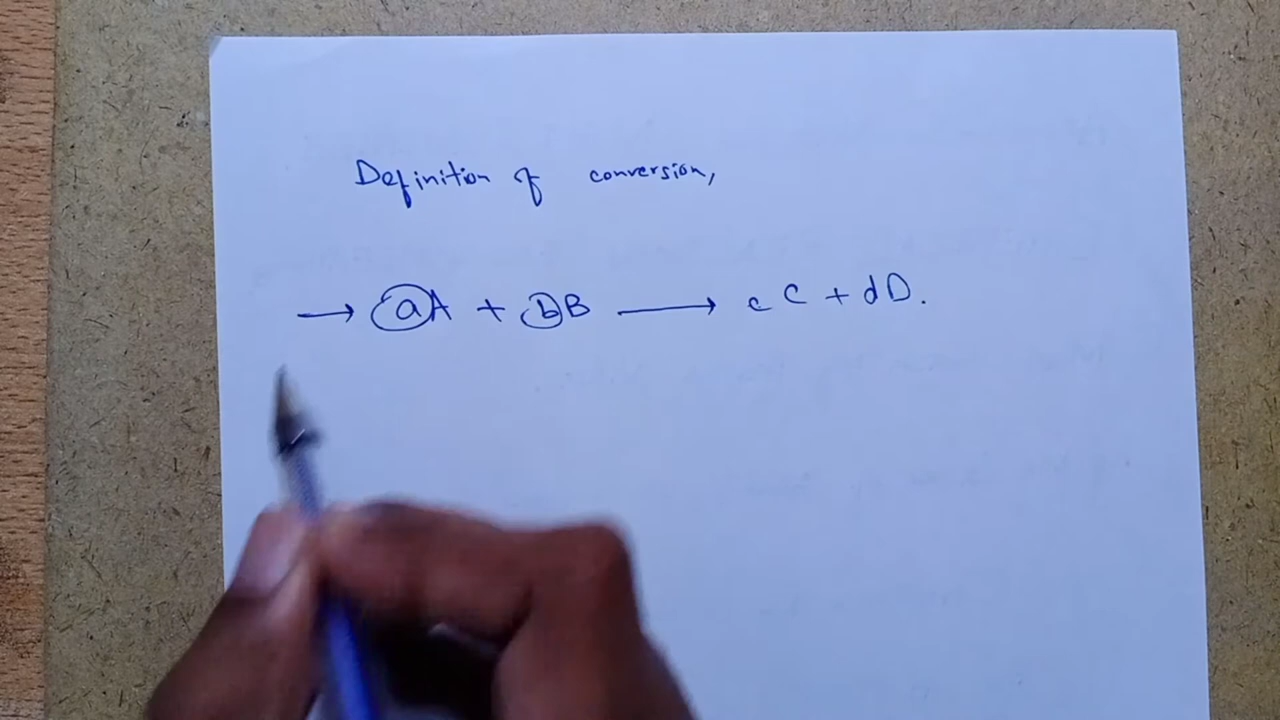 Definition of conversion,
→ aA + bB → cC + dD.